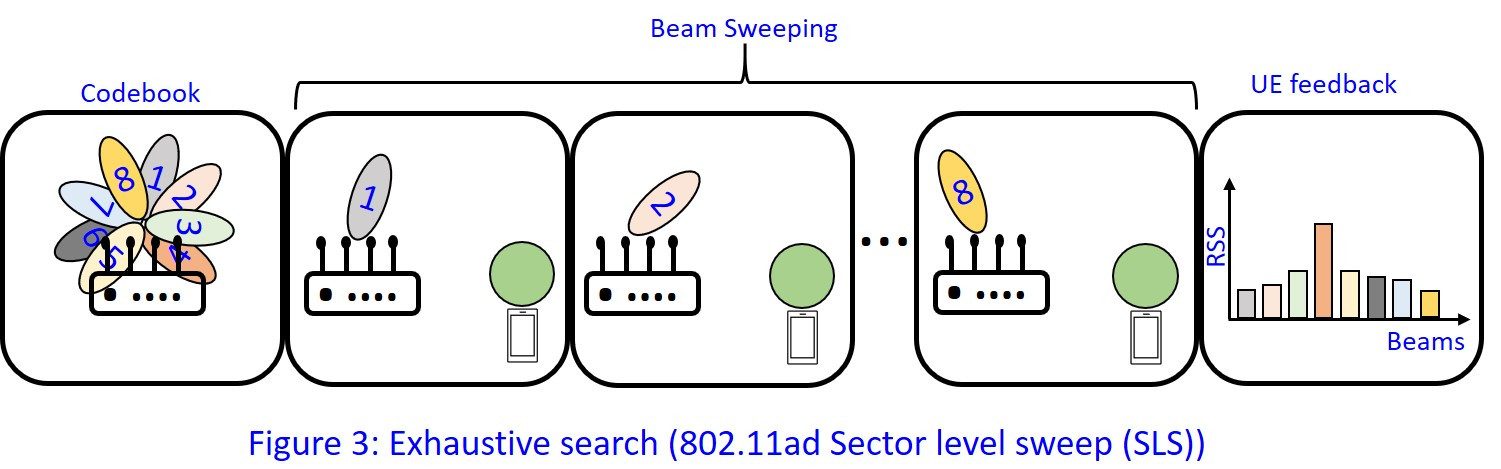 Beam Sweeping
Codebook
UE feedback
8 1
7 2
6 3
5 4
1
2
8
RSS
Beams
Figure 3: Exhaustive search (802.11ad Sector level sweep (SLS))